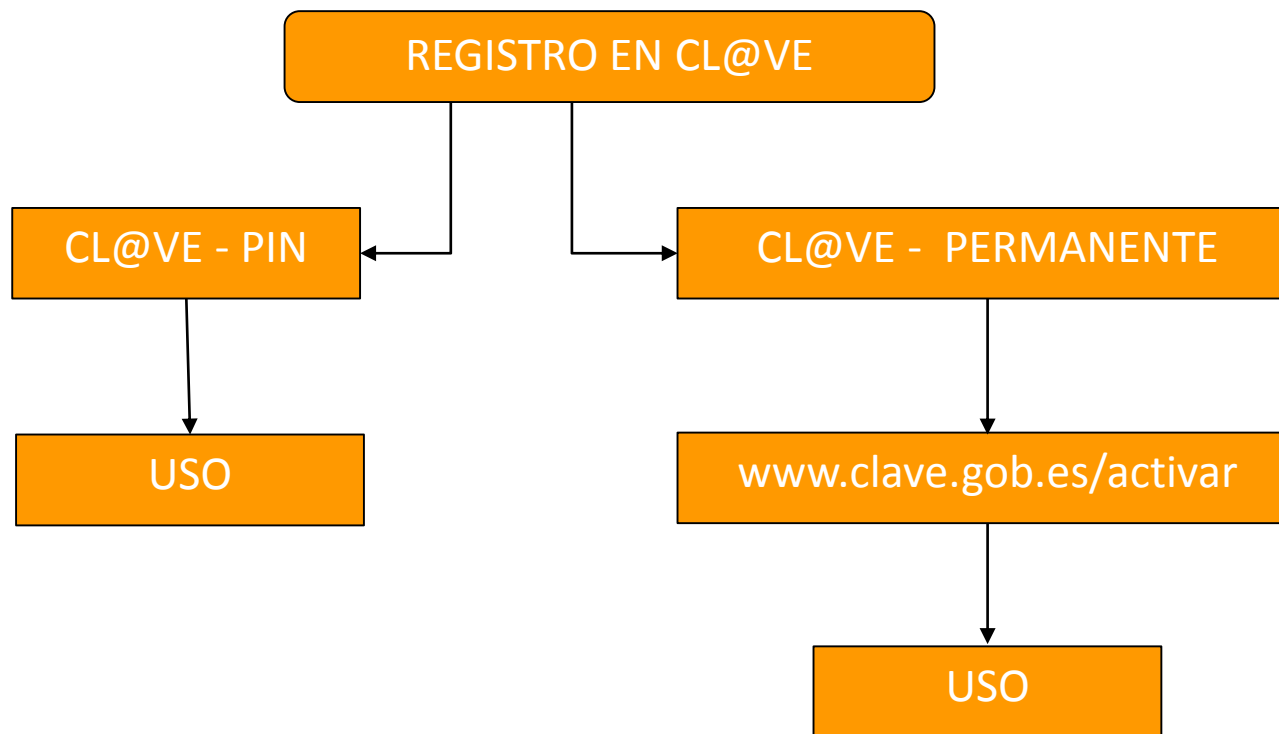 REGISTRO EN CL@VE
CL@VE - PIN
CL@VE - PERMANENTE
USO
www.clave.gob.es/activar
USO